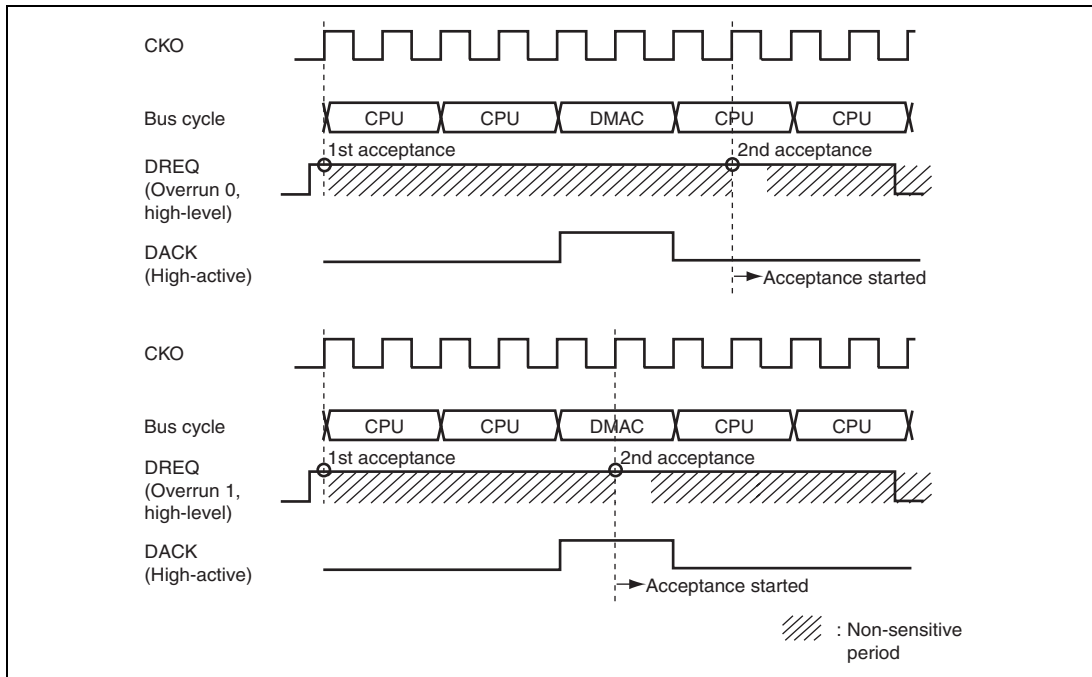 CKO
Bus cycle
CPU CPU DMAC CPU CPU
1st acceptance 2nd acceptance
DREQ
(Overrun 0,
high-level)
DACK
(High-active)
Acceptance started
CKO
Bus cycle
CPU CPU DMAC CPU CPU
1st acceptance 2nd acceptance
DREQ
(Overrun 1,
high-level)
DACK
(High-active)
Acceptance started
: Non-sensitive
period